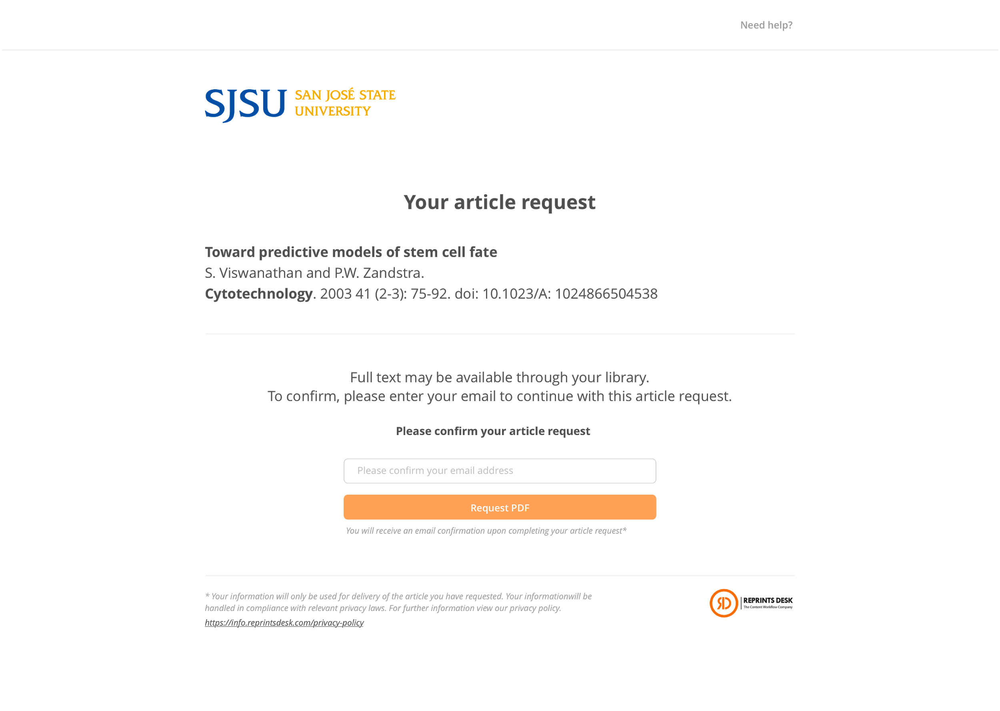 Need help?
SJSU SAN JOSÉ STATE
UNIVERSITY
Your article request
Toward predictive models of stem cell fate
S. Viswanathan and P.W. Zandstra.
Cytotechnology. 2003 41 (2-3): 75-92. doi: 10.1023/A: 1024866504538
Full text may be available through your library.
To confirm, please enter your email to continue with this article request.
Please confirm your article request
Please confirm your email address
Request PDF
You will receive an email confirmation upon completing your article request*
* Your information will only be used for delivery of the article you have requested. Your informationwill be
handled in compliance with relevant privacy laws. For further information view our privacy policy.
https://info.reprintsdesk.com/privacy-policy
RD REPRINTS DESK
The Content Workflow Company